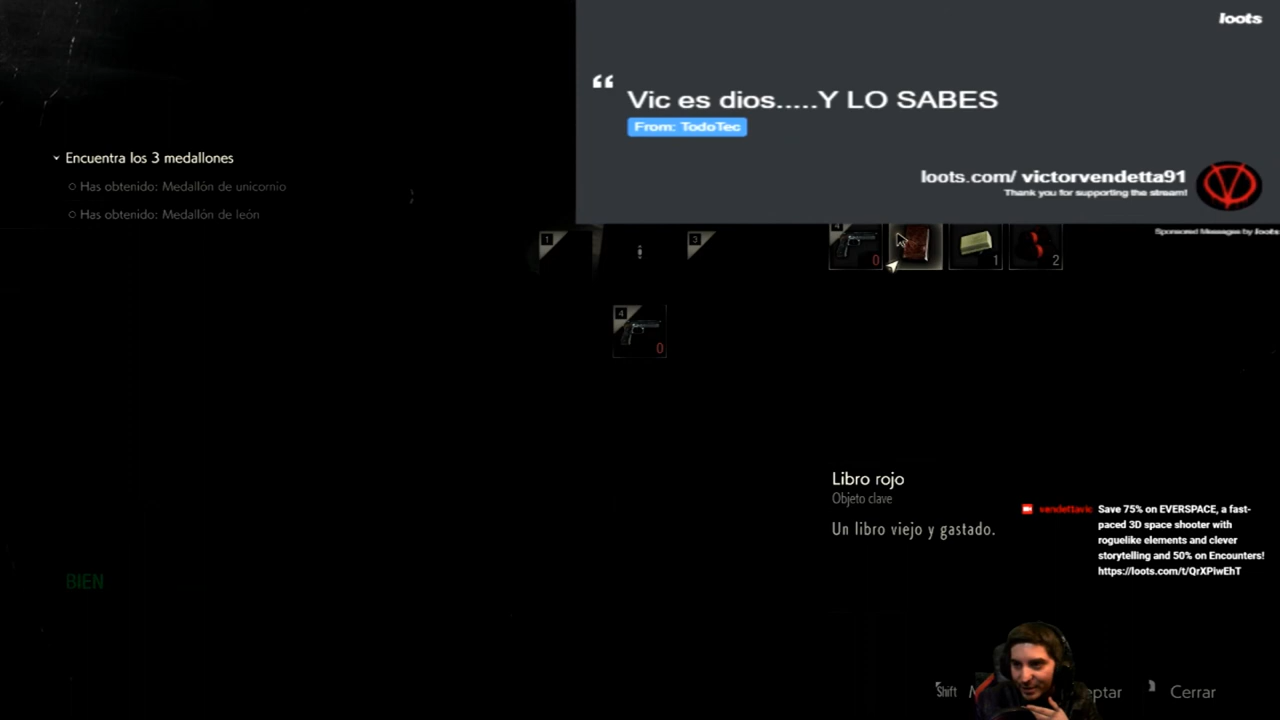 loots
“
Vic es dios.....Y LO SABES
From: TodoTec
loots.com/ victorvendetta91
Thank you for supporting the stream!
Sponsored Messages by loots
Encuentra los 3 medallones
Has obtenido: Medallón de unicornio
Has obtenido: Medallón de león
1
3
4
0
1
2
4
0
Libro rojo
Objeto clave
Un libro viejo y gastado.
vendettavic Save 75% on EVERSPACE, a fast-
paced 3D space shooter with
roguelike elements and clever
storytelling and 50% on Encounters!
https://loots.com/t/QrXPiwEhT
BIEN
Shift
Cerrar